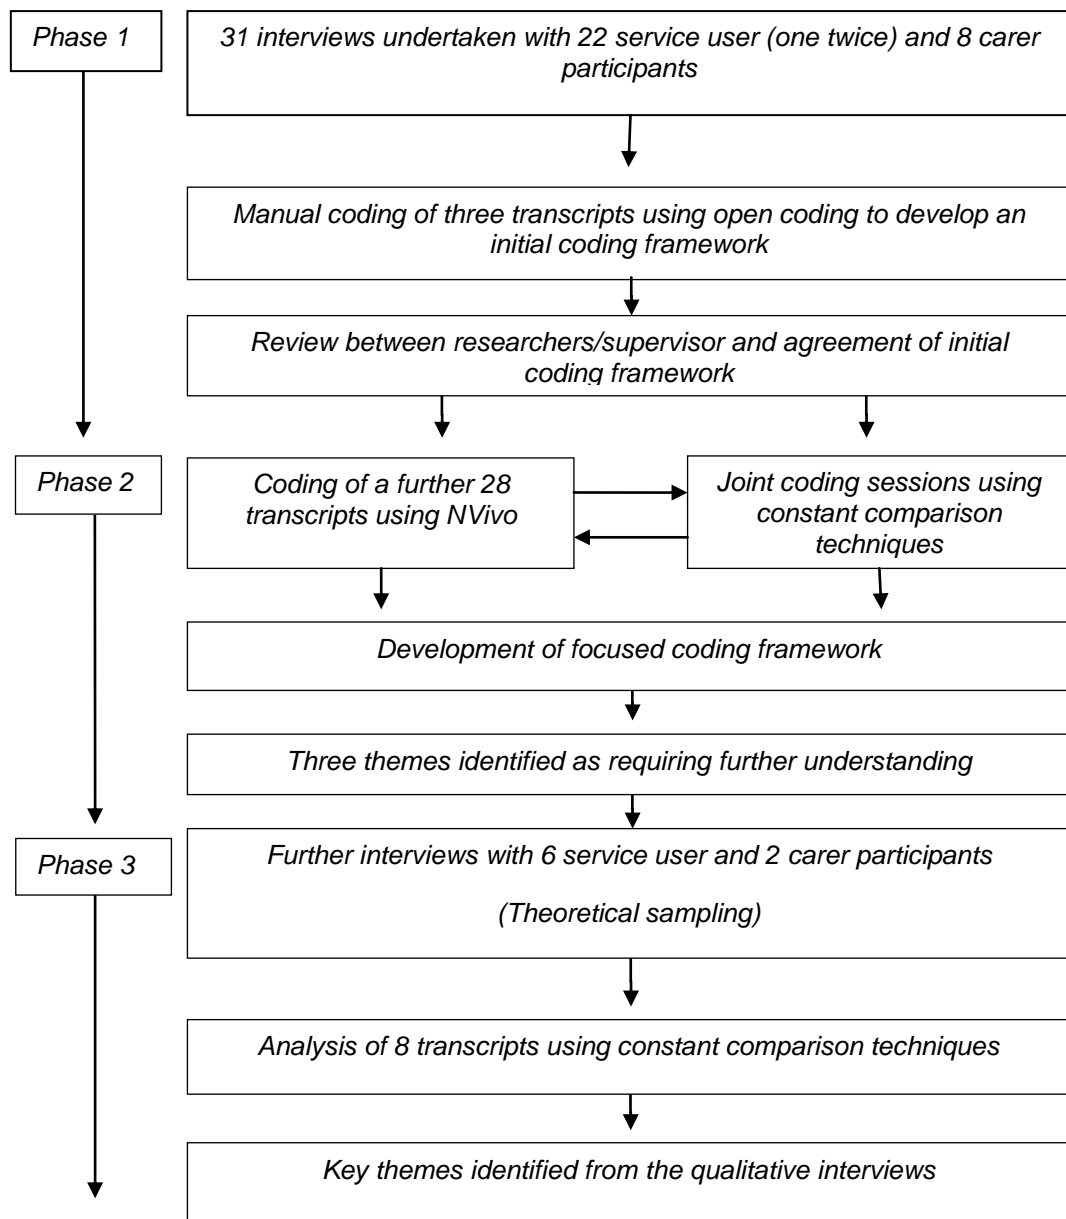 Phase 1
31 interviews undertaken with 22 service user (one twice) and 8 carer
participants
Manual coding of three transcripts using open coding to develop an
initial coding framework
Review between researchers/supervisor and agreement of initial
coding framework
Phase 2
Coding of a further 28
transcripts using NVivo
Joint coding sessions using
constant comparison
techniques
Development of focused coding framework
Three themes identified as requiring further understanding
Phase 3
Further interviews with 6 service user and 2 carer participants
(Theoretical sampling)
Analysis of 8 transcripts using constant comparison techniques
Key themes identified from the qualitative interviews